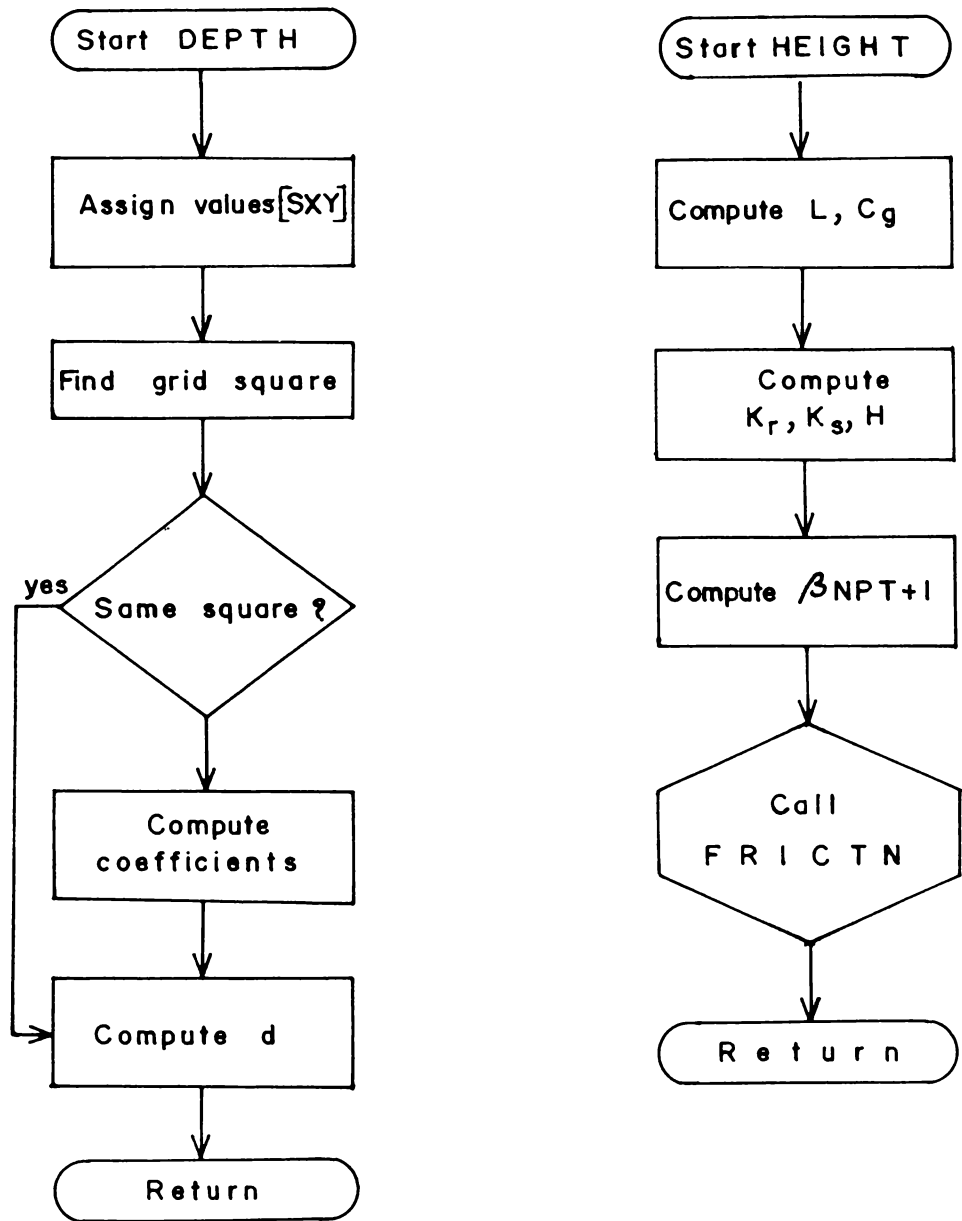 Start DEPTH
Assign values[SXY]
Find grid square
yes
Same square ?
Compute
coefficients
Compute d
Return
Start HEIGHT
Compute L, Cg
Compute
Kr, Ks, H
Compute βNPT+1
Call
FRICTN
Return